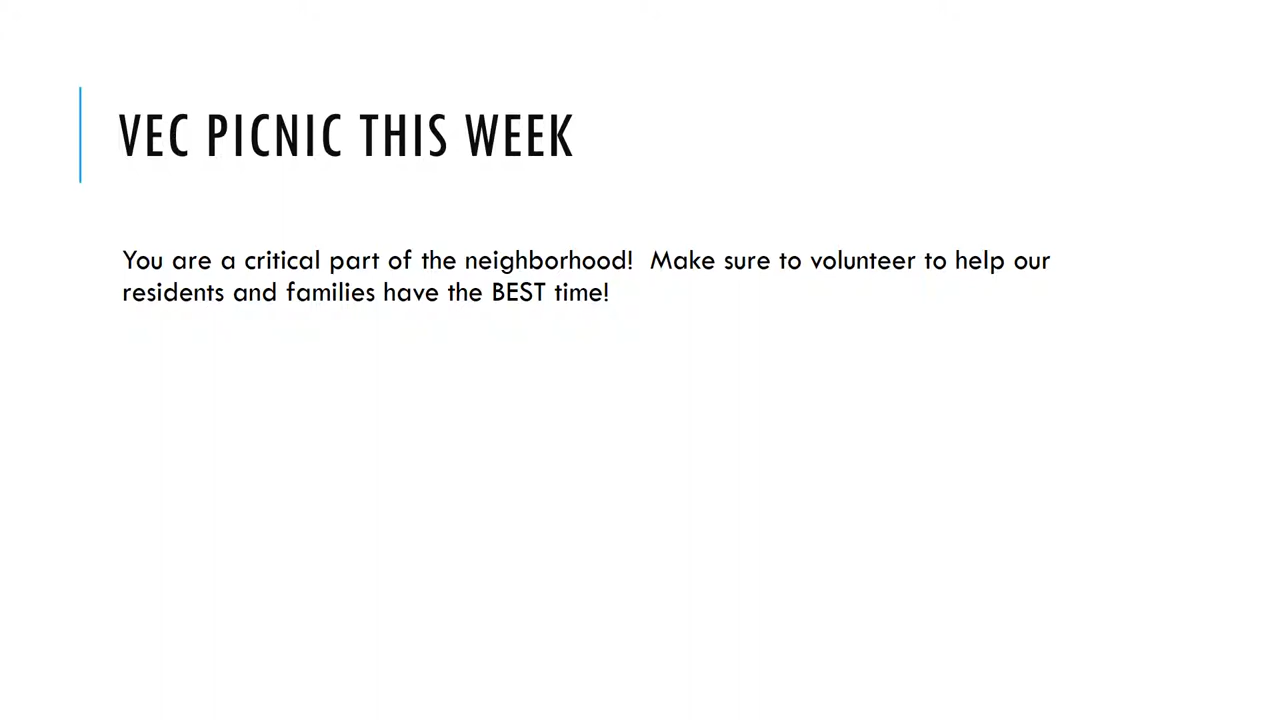 VEC PICNIC THIS WEEK
You are a critical part of the neighborhood!  Make sure to volunteer to help our
residents and families have the BEST time!